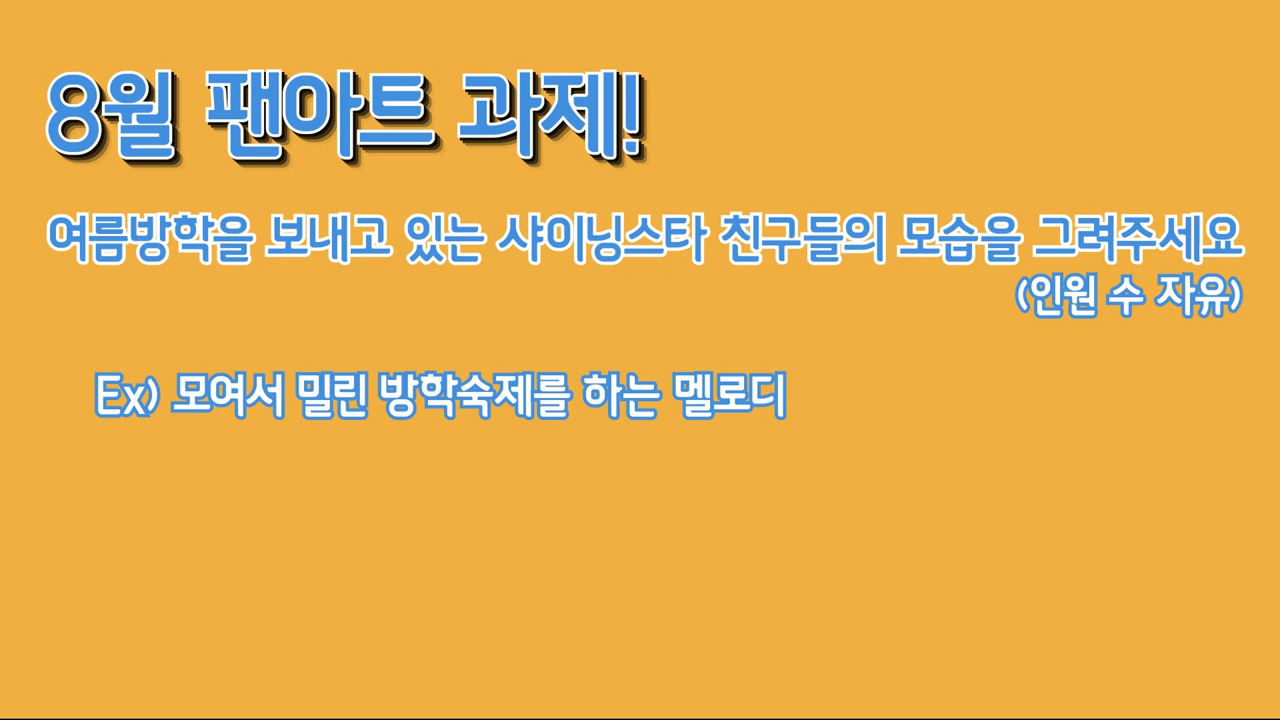 8월 팬아트 과제!
여름방학을 보내고 있는 샤이닝스타 친구들의 모습을 그려주세요
(인원 수 자유)
Ex) 모여서 밀린 방학숙제를 하는 멜로디